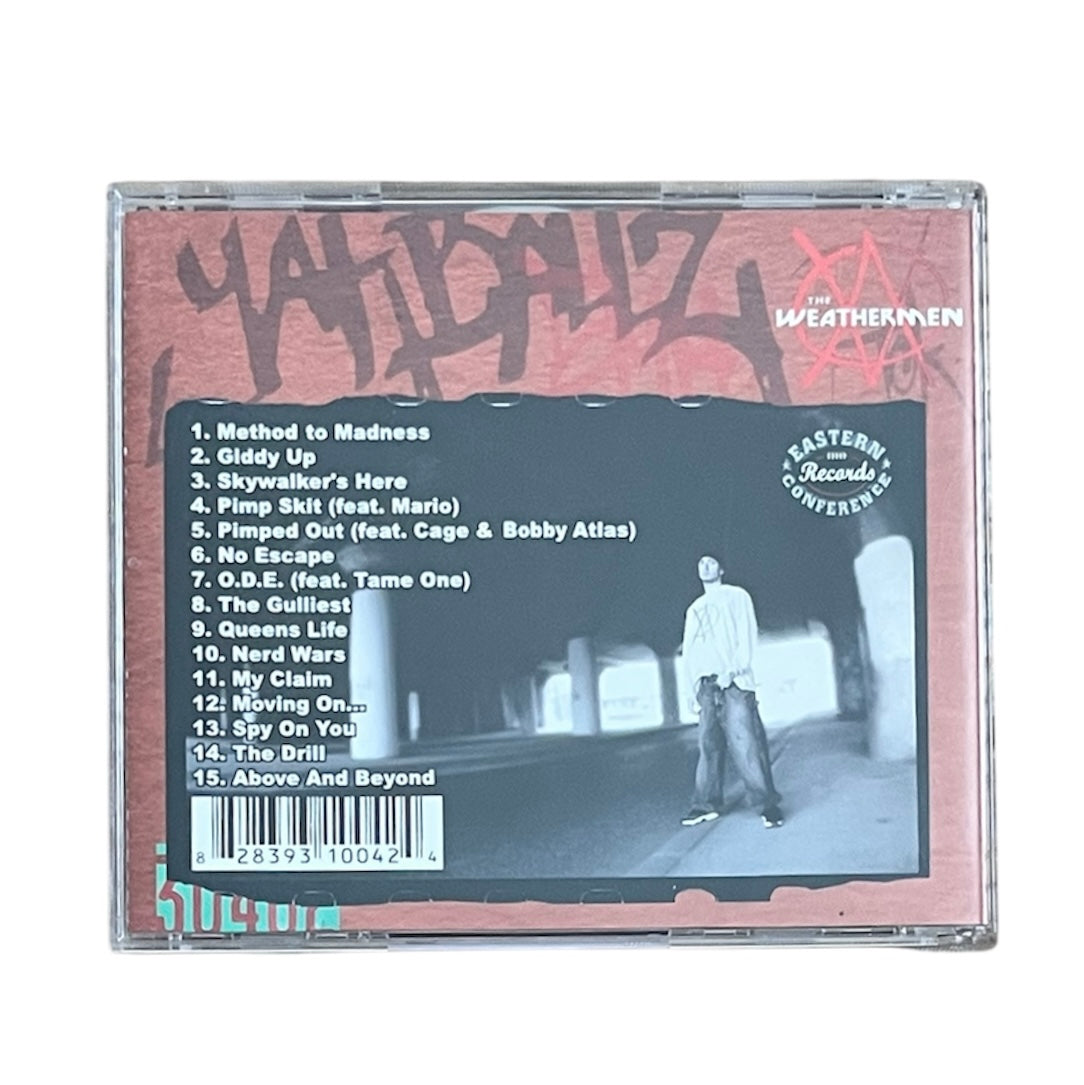 YAK BALLZ
THE
WEATHERMEN
EASTERN
Records
CONFERENCE
1. Method to Madness
2. Giddy Up
3. Skywalker's Here
4. Pimp Skit (feat. Mario)
5. Pimped Out (feat. Cage & Bobby Atlas)
6. No Escape
7. O.D.E. (feat. Tame One)
8. The Gulliest
9. Queens Life
10. Nerd Wars
11. My Claim
12. Moving On...
13. Spy On You
14. The Drill
15. Above And Beyond
8 28393 10042 4